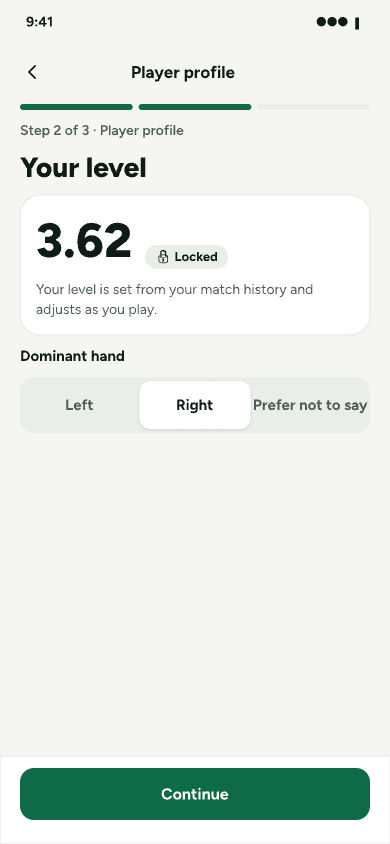 9:41
Player profile
Step 2 of 3 · Player profile
Your level
3.62
Locked
Your level is set from your match history and
adjusts as you play.
Dominant hand
Left
Right
Prefer not to say
Continue